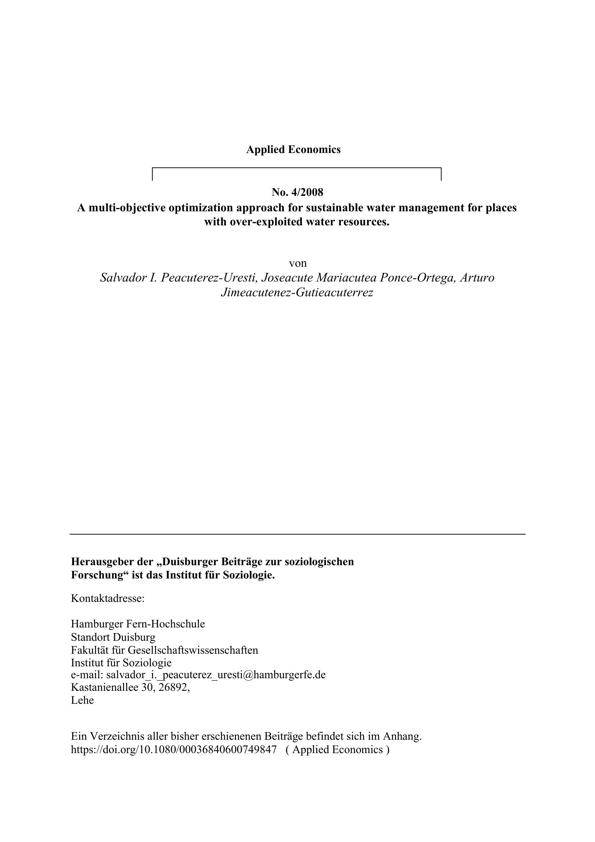 Applied Economics
No. 4/2008
A multi-objective optimization approach for sustainable water management for places
with over-exploited water resources.
von
Salvador I. Peacuterez-Uresti, Joseacute Mariacutea Ponce-Ortega, Arturo
Jimeacutenez-Gutieacuterrez
Herausgeber der „Duisburger Beiträge zur soziologischen
Forschung“ ist das Institut für Soziologie.
Kontaktadresse:
Hamburger Fern-Hochschule
Standort Duisburg
Fakultät für Gesellschaftswissenschaften
Institut für Soziologie
e-mail: salvador_i._peacuterez_uresti@hamburgerfe.de
Kastanienallee 30, 26892,
Lehe
Ein Verzeichnis aller bisher erschienenen Beiträge befindet sich im Anhang.
https://doi.org/10.1080/00036840600749847 ( Applied Economics )